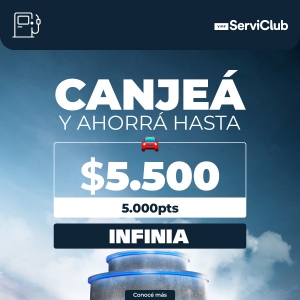 YPF ServiClub
CANJEÁ
Y AHORRÁ HASTA
$5.500
5.000pts
INFINIA
Conocé más